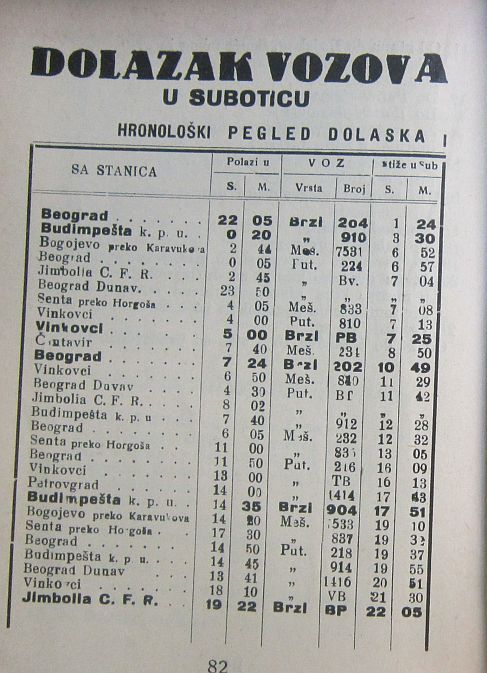 DOLAZAK VOZOVA
U SUBOTICU
HRONOLOŠKI PEGLED DOLASKA
SA STANICA Polazi u VOZ Stiže u Sub
S. M. Vrsta Broj S. M.
Beograd 22 05 Brzi 204 1 24
Budimpešta k. p. u. 0 20 „ 910 3 30
Bogojevo preko Karavukova 2 44 Meš. 7531 6 52
Beograd 0 05 Put. 224 6 57
Jimbolia C. F. R. 2 45 „ Bv. 7 04
Beograd Dunav. 23 50 „ „ „ „
Senta preko Horgoša 4 05 Meš. 833 7 08
Vinkovci 4 00 Put. 810 7 13
Vinkovci 5 00 Brzi PB 7 25
Čantavir 7 40 Meš. 234 8 50
Beograd 7 24 Brzi 202 10 49
Vinkovci 6 50 Meš. 840 11 29
Beograd Dunav 4 30 Put. 11 42
Jimbolia C. F. R. 8 02 „ „ „ „
Budimpešta k. p. u 7 40 „ 912 12 28
Beograd 6 05 Meš. 232 12 32
Senta preko Horgoša 11 00 „ 835 13 05
Beograd 11 50 Put. 216 16 09
Vinkovci 13 00 „ TB 16 13
Petrovgrad 14 00 „ 1414 17 43
Budimpešta k. p. u. 14 35 Brzi 904 17 51
Bogojevo preko Karavukova 14 20 Meš. 7533 19 10
Senta preko Horgoša 17 30 „ 837 19
Beograd 14 50 Put. 218 19 37
Budimpešta k. p. u. 14 45 „ 914 19 55
Beograd Dunav 13 41 „ 1416 20 51
Vinkovci 18 10 „ VB 21 30
Jimbolia C. F. R. 19 22 Brzi BP 22 05
82